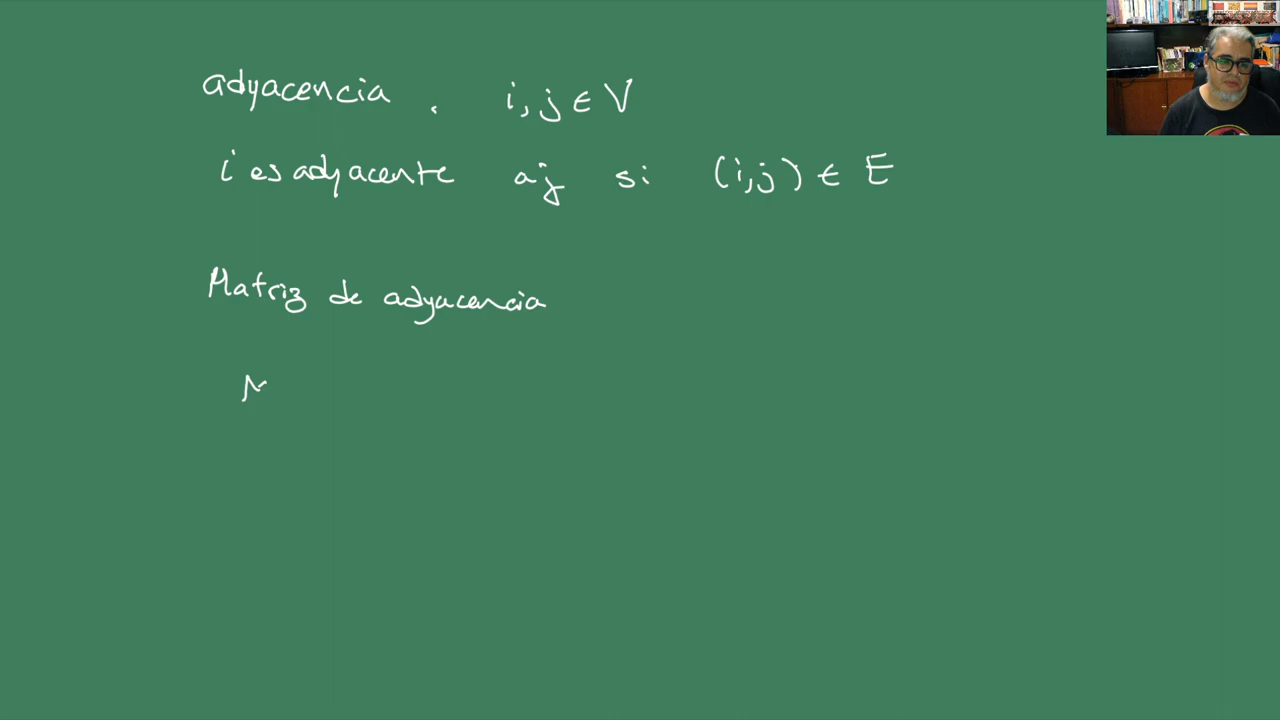 adyacencia . i, j ∈ V
i es adyacente a j si (i,j) ∈ E
Matriz de adyacencia
M